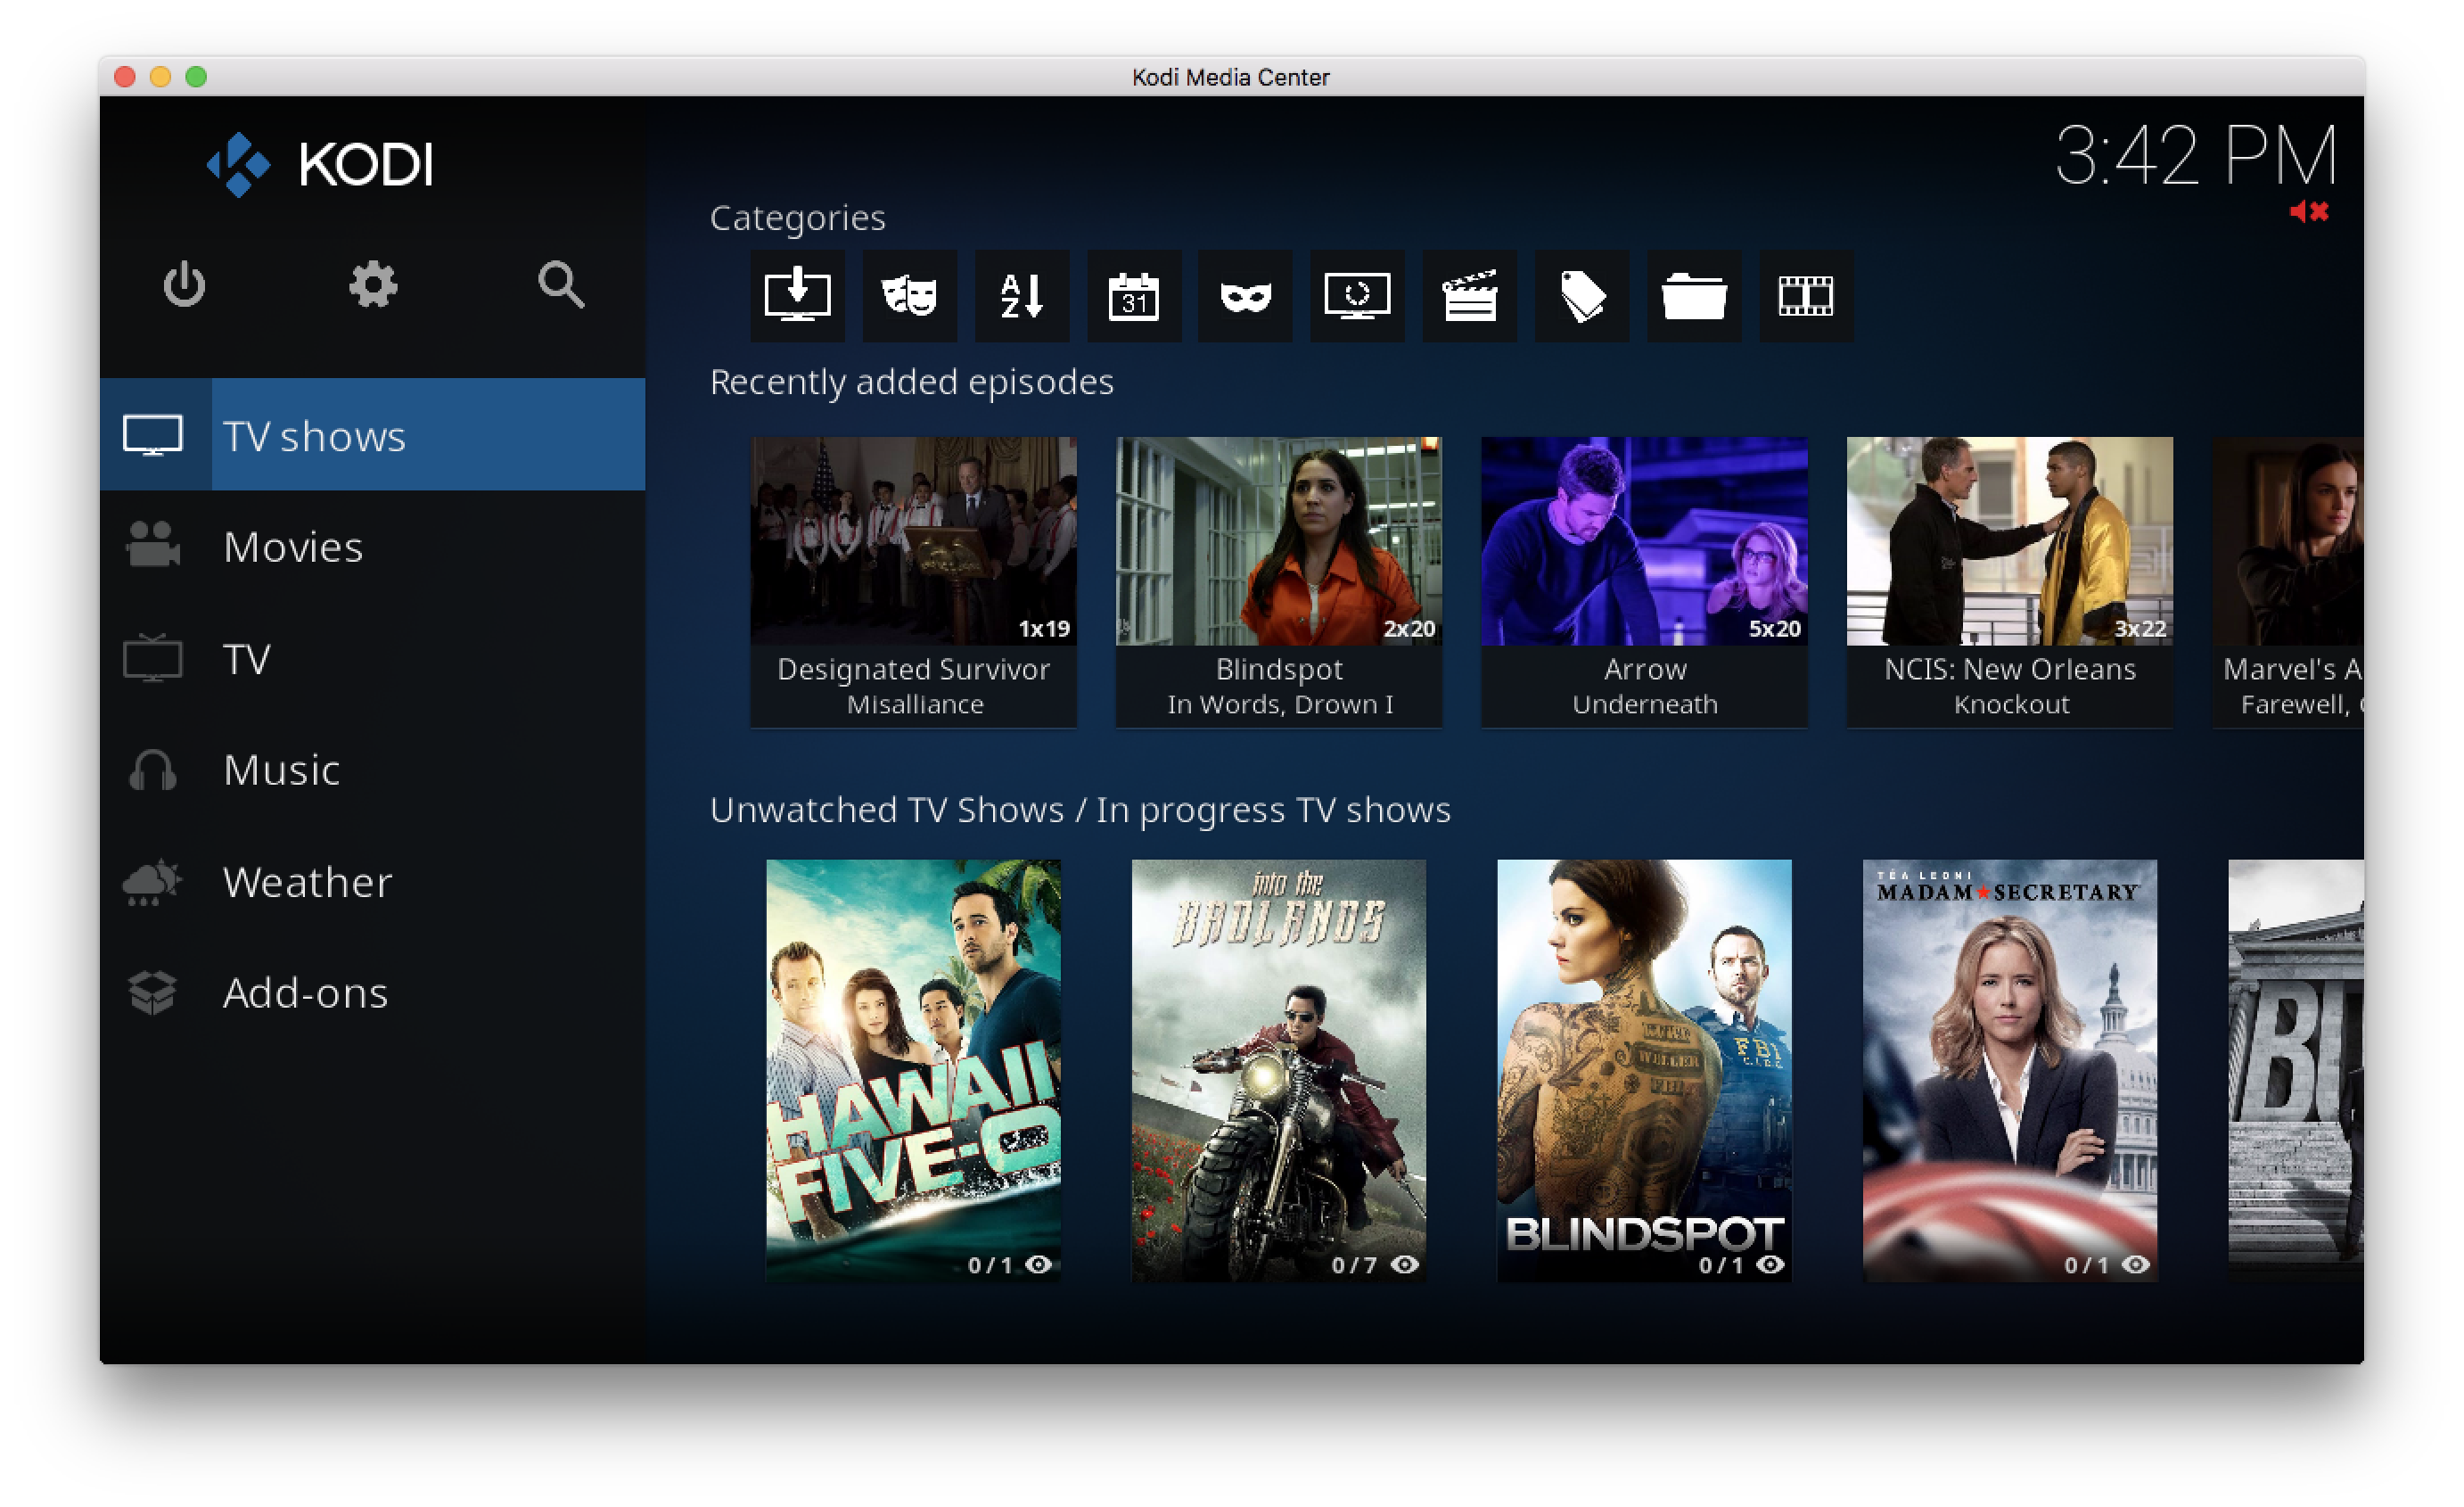 Kodi Media Center
KODI
3:42 PM
TV shows
Movies
TV
Music
Weather
Add-ons
Categories
A
Z
31
Recently added episodes
1x19
Designated Survivor
Misalliance
2x20
Blindspot
In Words, Drown I
5x20
Arrow
Underneath
3x22
NCIS: New Orleans
Knockout
Marvel's A
Farewell,
Unwatched TV Shows / In progress TV shows
HAWAII
FIVE-O
0 / 1
into the
BADLANDS
0 / 7
FBI
BLINDSPOT
0 / 1
TÉA LEONI
MADAM★SECRETARY
0 / 1